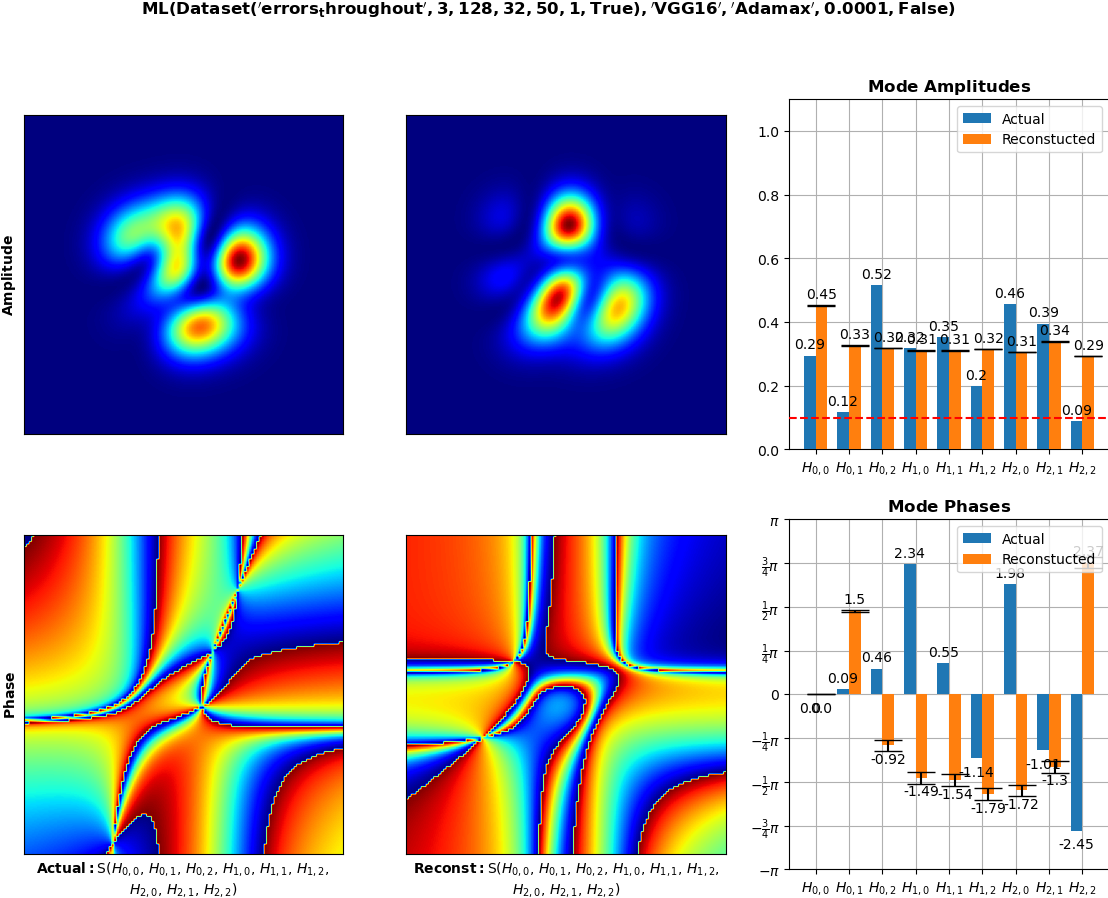 ML(Dataset('errors_throughout', 3, 128, 32, 50, 1, True), 'VGG16', 'Adamax', 0.0001, False)
Amplitude
Mode Amplitudes
Actual
Reconstucted
1.0
0.8
0.6
0.4
0.2
0.0
0.29
0.45
0.12
0.33
0.52
0.32
0.32
0.31
0.35
0.31
0.2
0.32
0.46
0.31
0.39
0.34
0.09
0.29
H0,0 H0,1 H0,2 H1,0 H1,1 H1,2 H2,0 H2,1 H2,2
Phase
Actual: S(H0,0, H0,1, H0,2, H1,0, H1,1, H1,2,
H2,0, H2,1, H2,2)
Reconst: S(H0,0, H0,1, H0,2, H1,0, H1,1, H1,2,
H2,0, H2,1, H2,2)
Mode Phases
Actual
Reconstucted
π
3/4π
1/2π
1/4π
0
−1/4π
−1/2π
−3/4π
−π
0.0
0.0
0.09
1.5
0.46
-0.92
2.34
-1.49
0.55
-1.54
-1.14
-1.79
1.98
-1.72
-1.01
-1.3
-2.45
2.37
H0,0 H0,1 H0,2 H1,0 H1,1 H1,2 H2,0 H2,1 H2,2